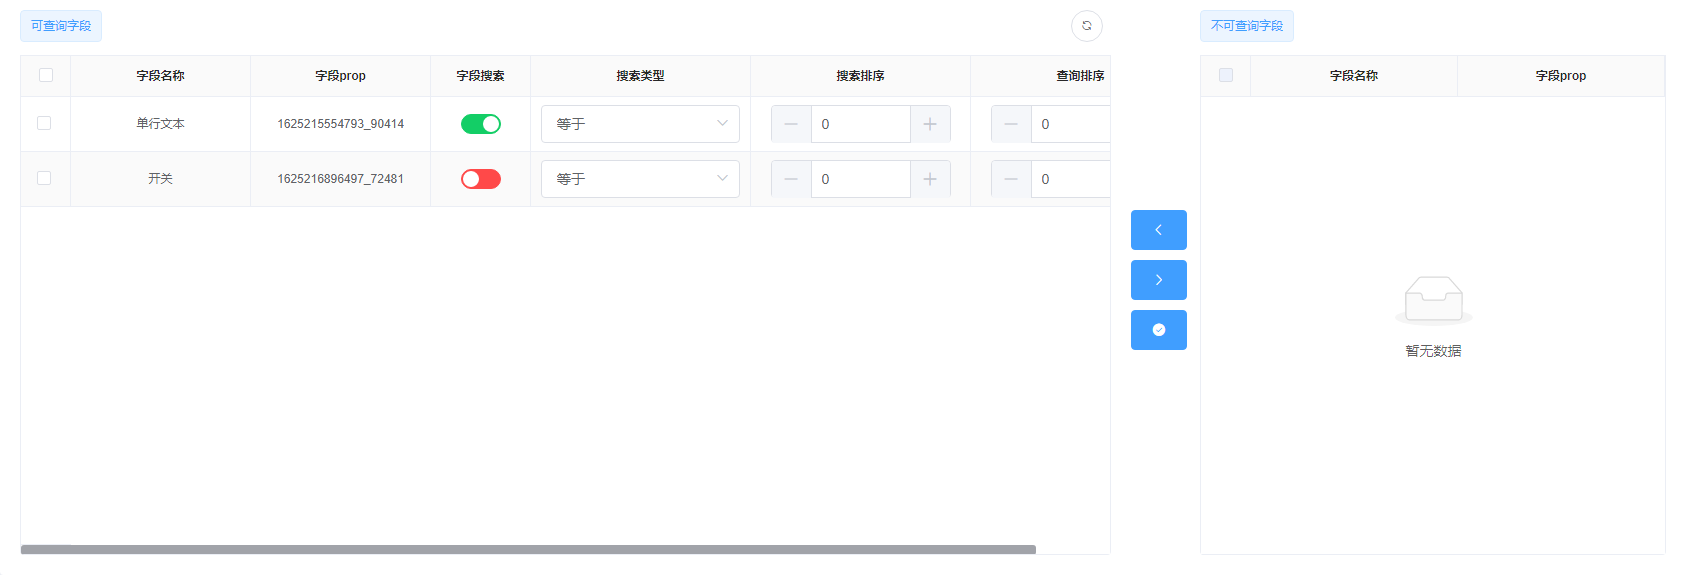 可查询字段
不可查询字段
字段名称 字段prop 字段搜索 搜索类型 搜索排序 查询排序
字段名称 字段prop
单行文本 1625215554793_90414 等于 0 0
开关 1625216896497_72481 等于 0 0
暂无数据